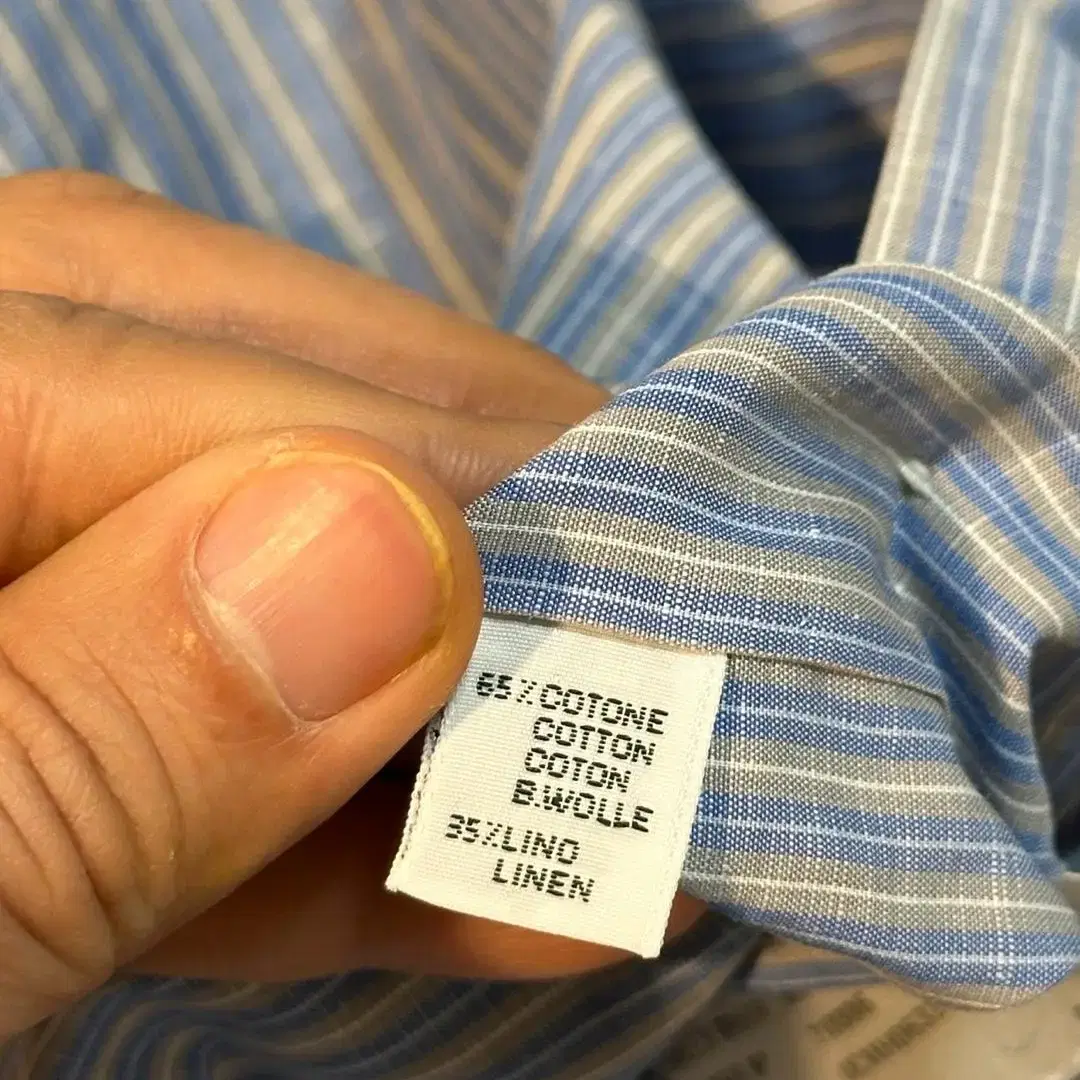 65%COTONE
COTTON
COTON
B.WOLLE
35%LINO
LINEN